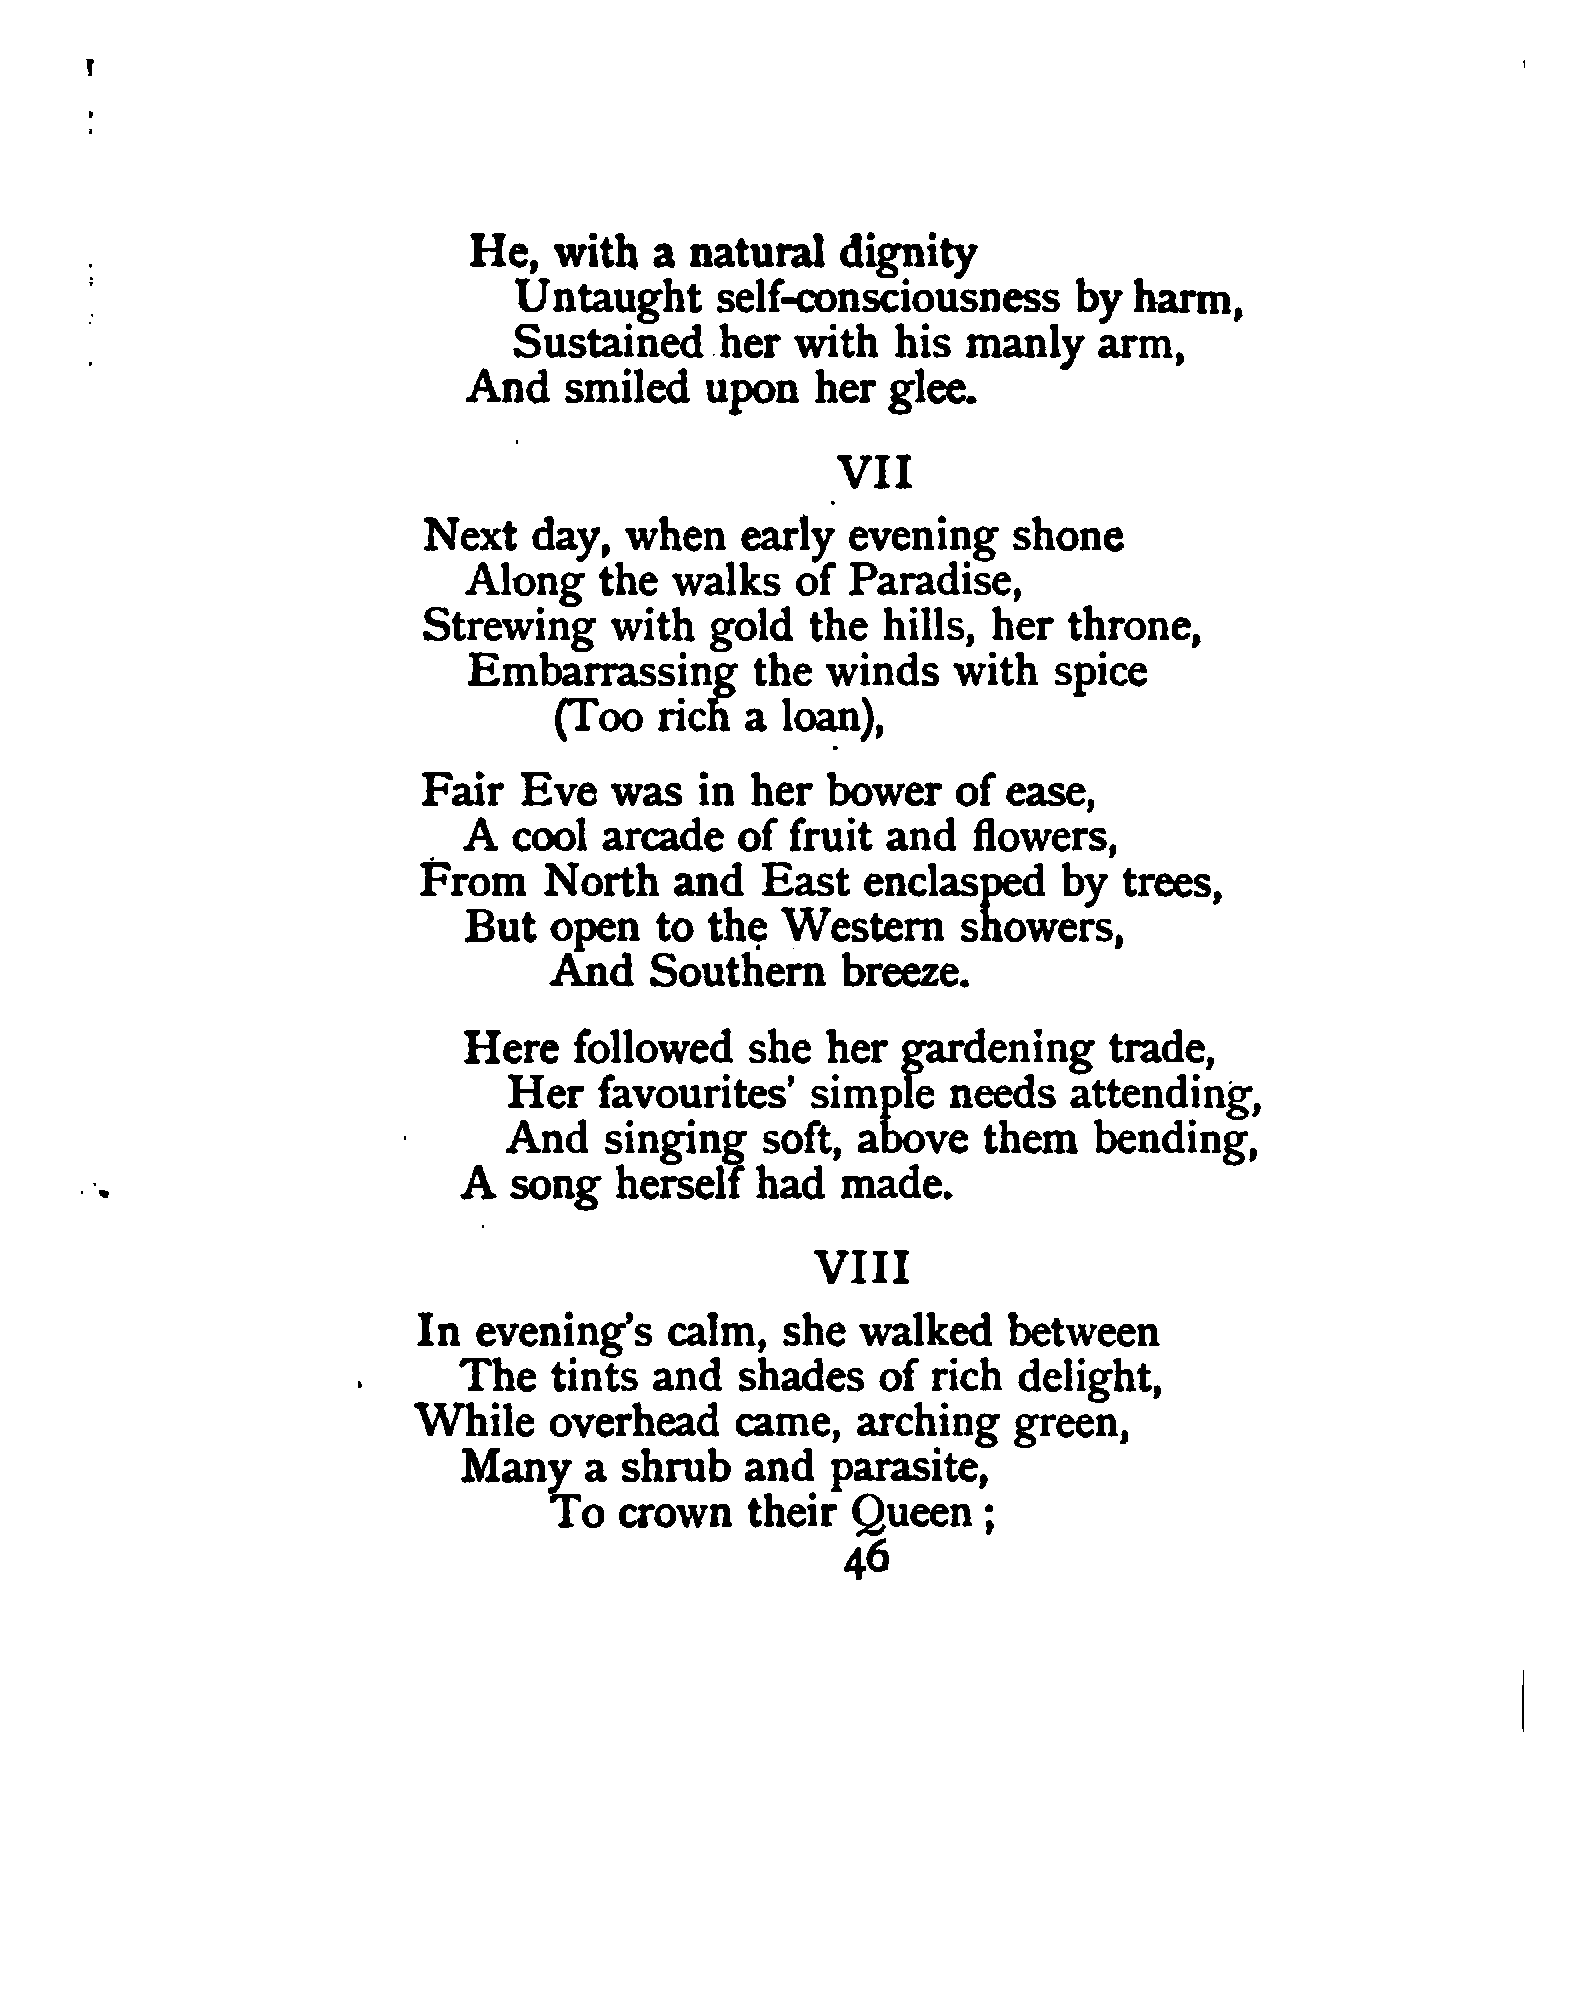 He, with a natural dignity
Untaught self-consciousness by harm,
Sustained her with his manly arm,
And smiled upon her glee.
VII
Next day, when early evening shone
Along the walks of Paradise,
Strewing with gold the hills, her throne,
Embarrassing the winds with spice
(Too rich a loan),
Fair Eve was in her bower of ease,
A cool arcade of fruit and flowers,
From North and East enclasped by trees,
But open to the Western showers,
And Southern breeze.
Here followed she her gardening trade,
Her favourites' simple needs attending,
And singing soft, above them bending,
A song herself had made.
VIII
In evening's calm, she walked between
The tints and shades of rich delight,
While overhead came, arching green,
Many a shrub and parasite,
To crown their Queen ;
46